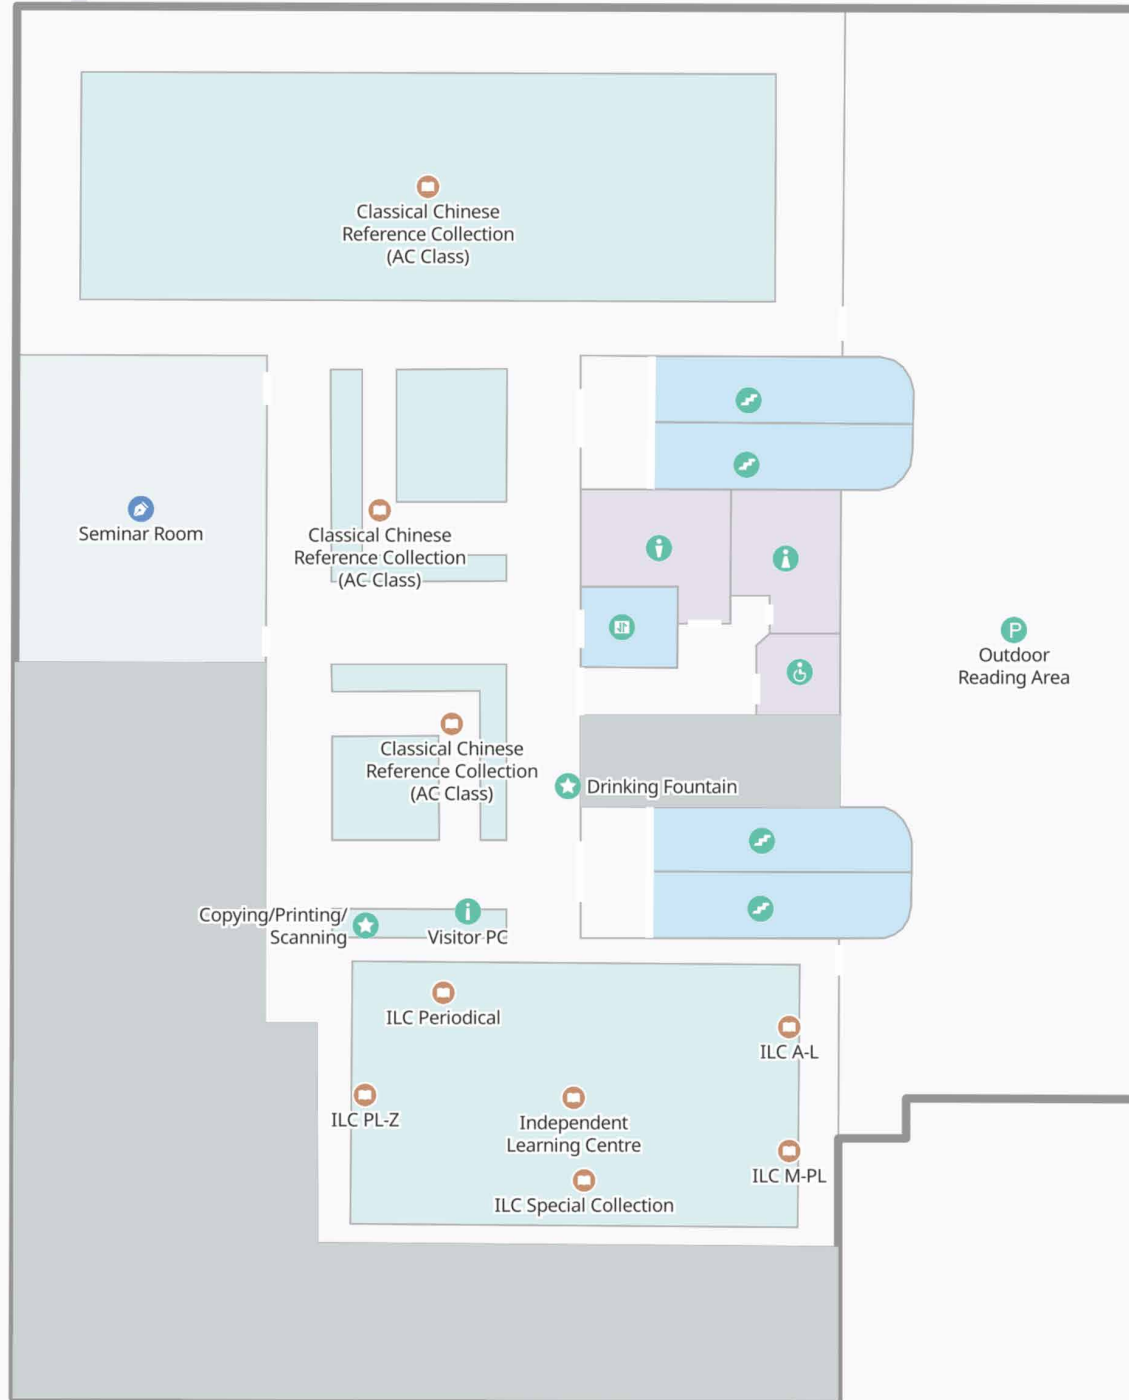 Classical Chinese
Reference Collection
(AC Class)
Seminar Room
Classical Chinese
Reference Collection
(AC Class)
P
Outdoor
Reading Area
Classical Chinese
Reference Collection
(AC Class)
Drinking Fountain
Copying/Printing/
Scanning
Visitor PC
ILC Periodical
ILC A-L
ILC PL-Z
Independent
Learning Centre
ILC M-PL
ILC Special Collection